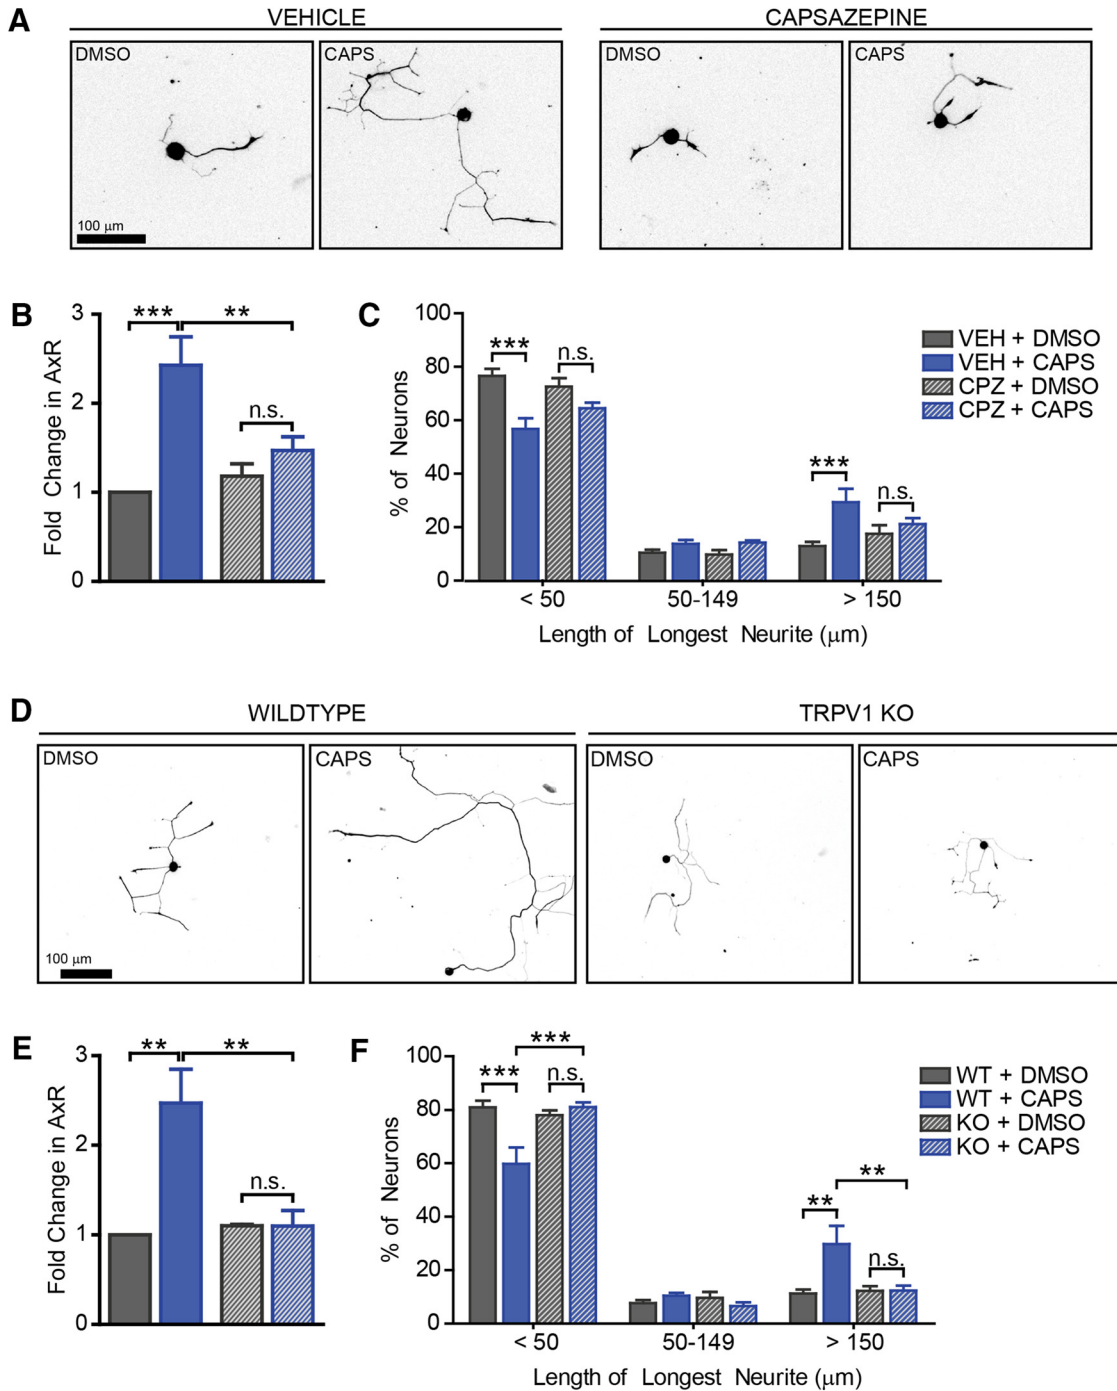 A
VEHICLE
CAPSAZEPINE
DMSO
CAPS
DMSO
CAPS
100 μm
B
Fold Change in AxR
3
2
1
0
***
**
n.s.
C
% of Neurons
100
80
60
40
20
0
***
n.s.
***
n.s.
< 50
50-149
> 150
Length of Longest Neurite (μm)
VEH + DMSO
VEH + CAPS
CPZ + DMSO
CPZ + CAPS
D
WILDTYPE
TRPV1 KO
DMSO
CAPS
DMSO
CAPS
100 μm
E
Fold Change in AxR
3
2
1
0
**
**
n.s.
F
% of Neurons
100
80
60
40
20
0
***
***
n.s.
**
**
n.s.
< 50
50-149
> 150
Length of Longest Neurite (μm)
WT + DMSO
WT + CAPS
KO + DMSO
KO + CAPS